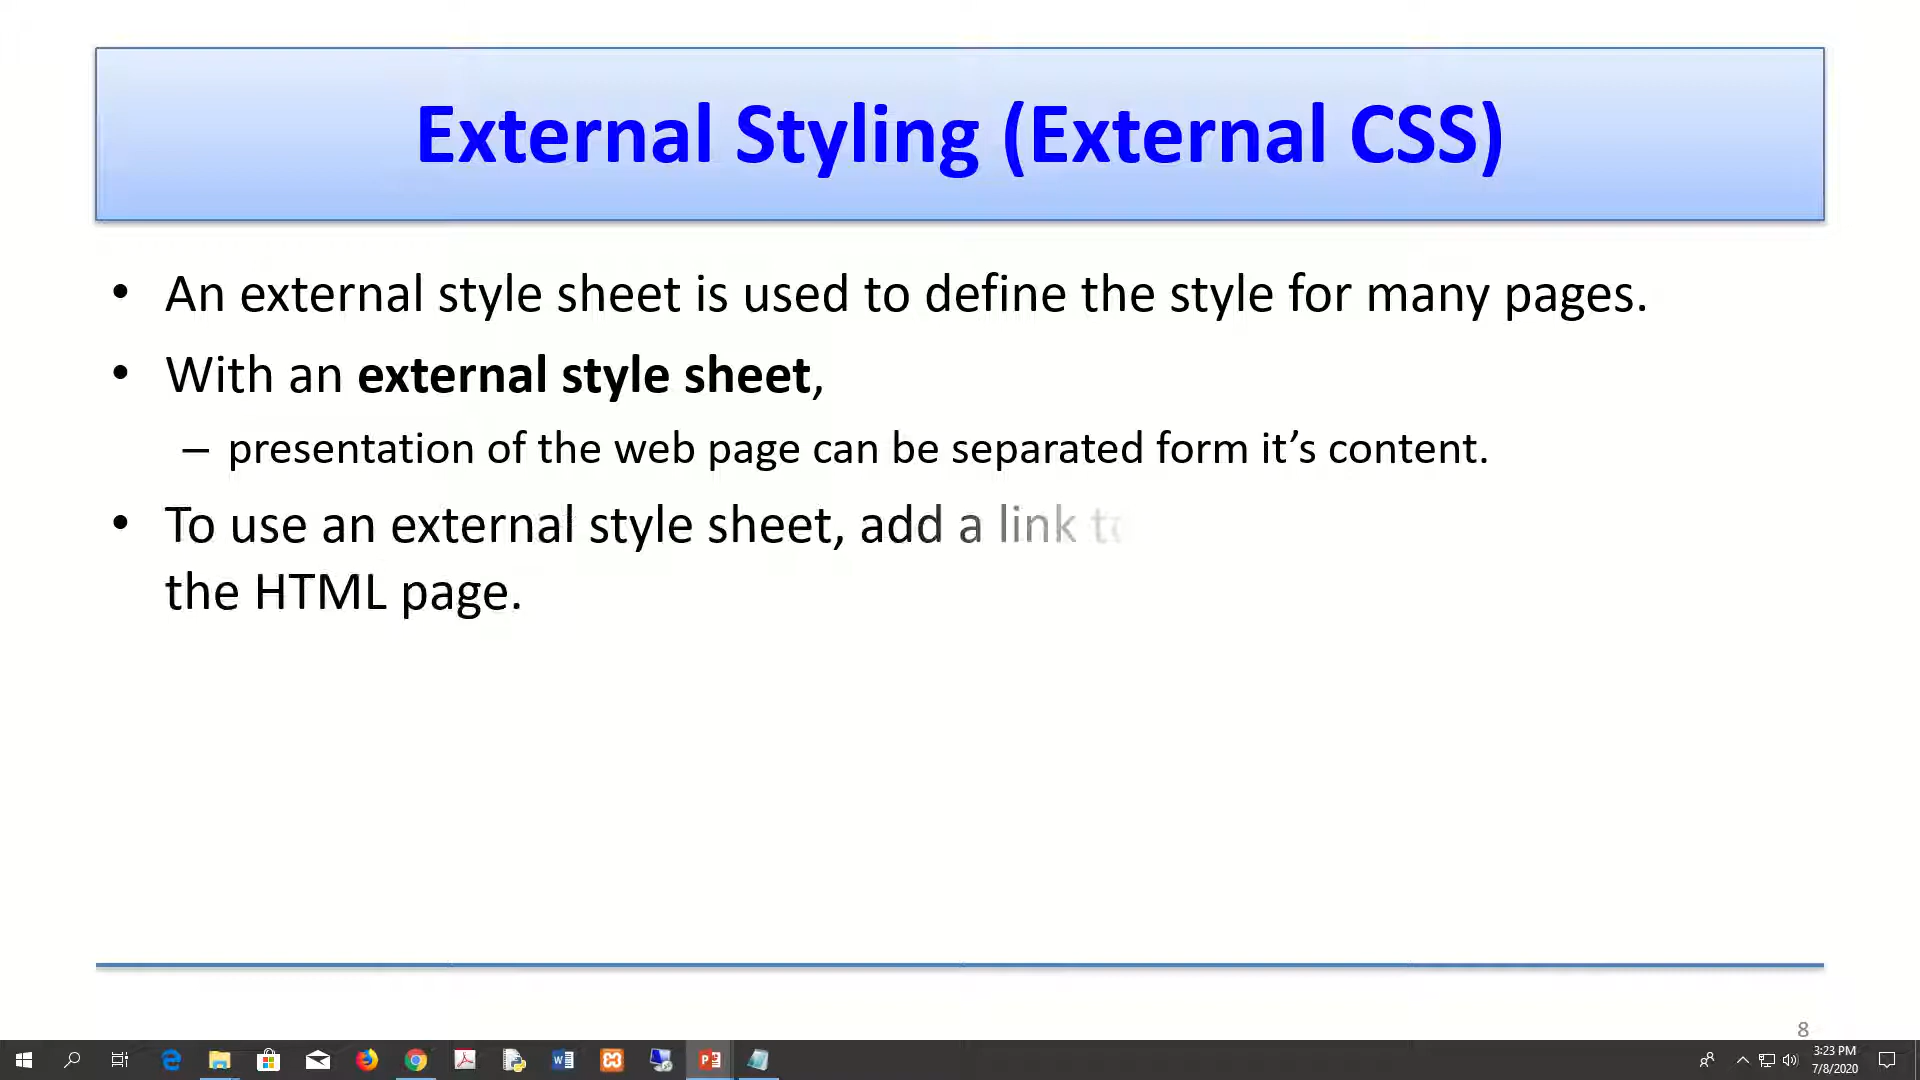 External Styling (External CSS)
• An external style sheet is used to define the style for many pages.
• With an external style sheet,
– presentation of the web page can be separated form it’s content.
• To use an external style sheet, add a link to
the HTML page.
8
3:23 PM
7/8/2020